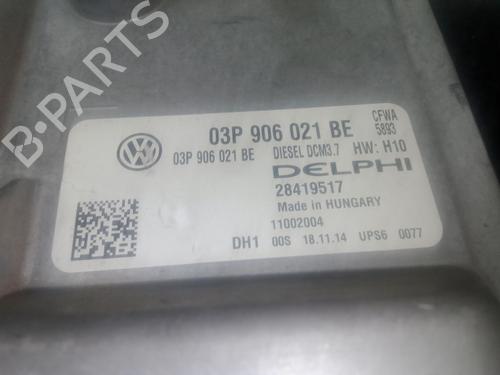 03P 906 021 BE
CFWA
5893
03P 906 021 BE DIESEL DCM3.7 HW: H10
DELPHI
28419517
Made in HUNGARY
11002004
DH1 00S 18.11.14 UPS6 0077
B-PARTS